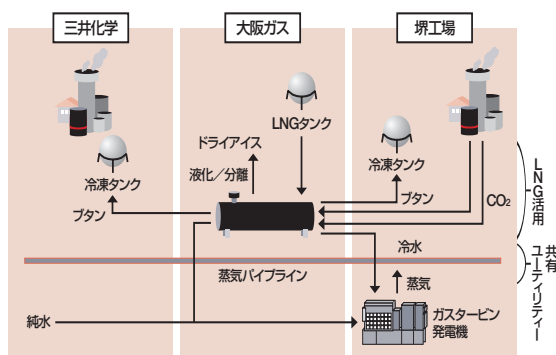 三井化学
大阪ガス
堺工場
LNGタンク
ドライアイス
液化／分離
冷凍タンク
ブタン
冷凍タンク
ブタン
CO2
LNG活用
冷水
蒸気パイプライン
蒸気
共有
ユーティリティー
純水
ガスタービン
発電機